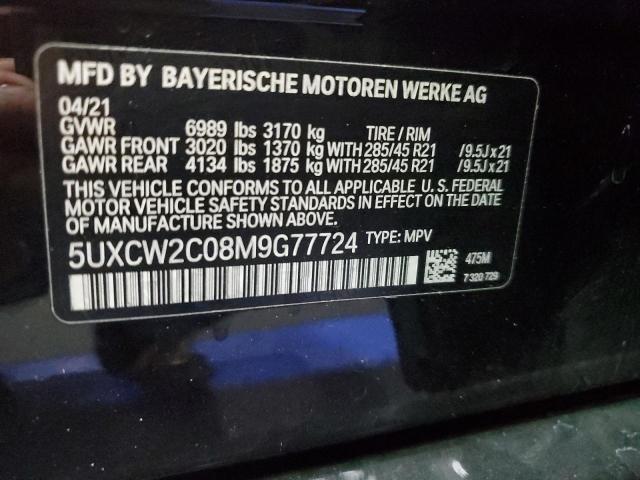 MFD BY BAYERISCHE MOTOREN WERKE AG
04/21
GVWR 6989 lbs 3170 kg TIRE / RIM
GAWR FRONT 3020 lbs 1370 kg WITH 285/45 R21 /9.5Jx21
GAWR REAR 4134 lbs 1875 kg WITH 285/45 R21 /9.5Jx21
THIS VEHICLE CONFORMS TO ALL APPLICABLE U.S. FEDERAL
MOTOR VEHICLE SAFETY STANDARDS IN EFFECT ON THE DATE
OF MANUFACTURE SHOWN ABOVE.
5UXCW2C08M9G77724 TYPE: MPV
475M
7 320 729